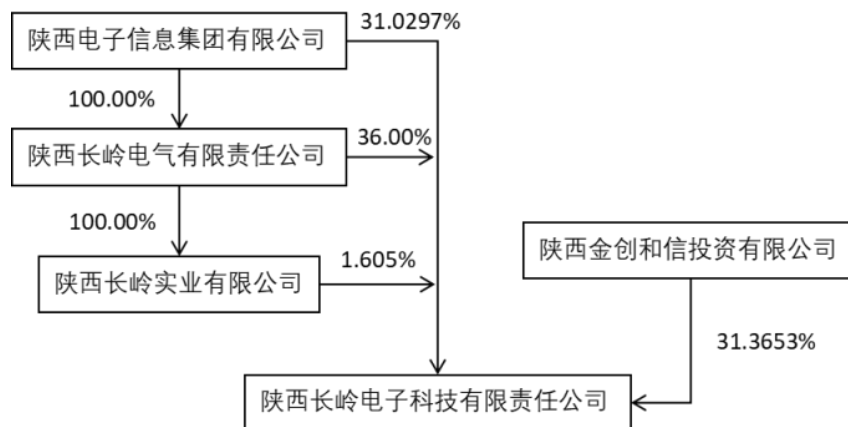 陕西电子信息集团有限公司
31.0297%
100.00%
陕西长岭电气有限责任公司
36.00%
100.00%
陕西长岭实业有限公司
1.605%
陕西金创和信投资有限公司
31.3653%
陕西长岭电子科技有限责任公司